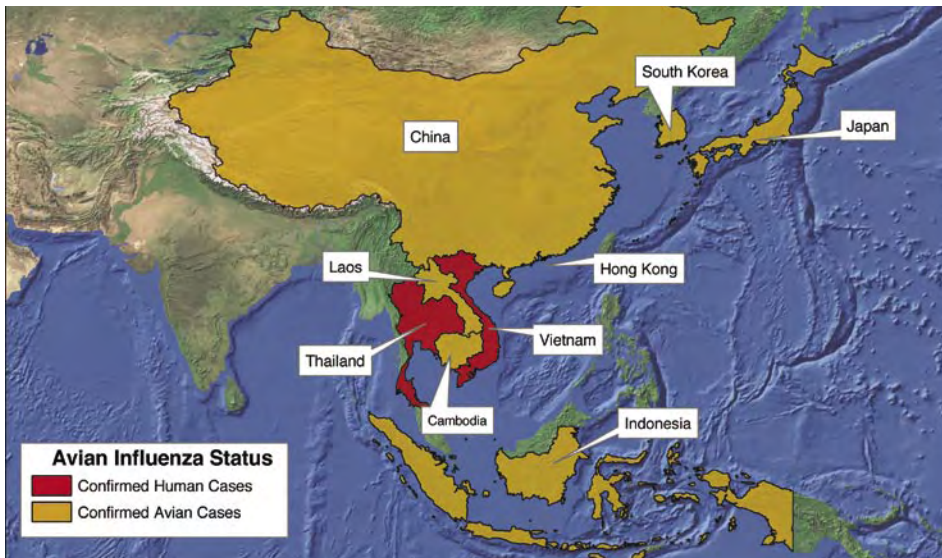 South Korea
China
Japan
Laos
Hong Kong
Thailand
Vietnam
Cambodia
Indonesia
Avian Influenza Status
Confirmed Human Cases
Confirmed Avian Cases